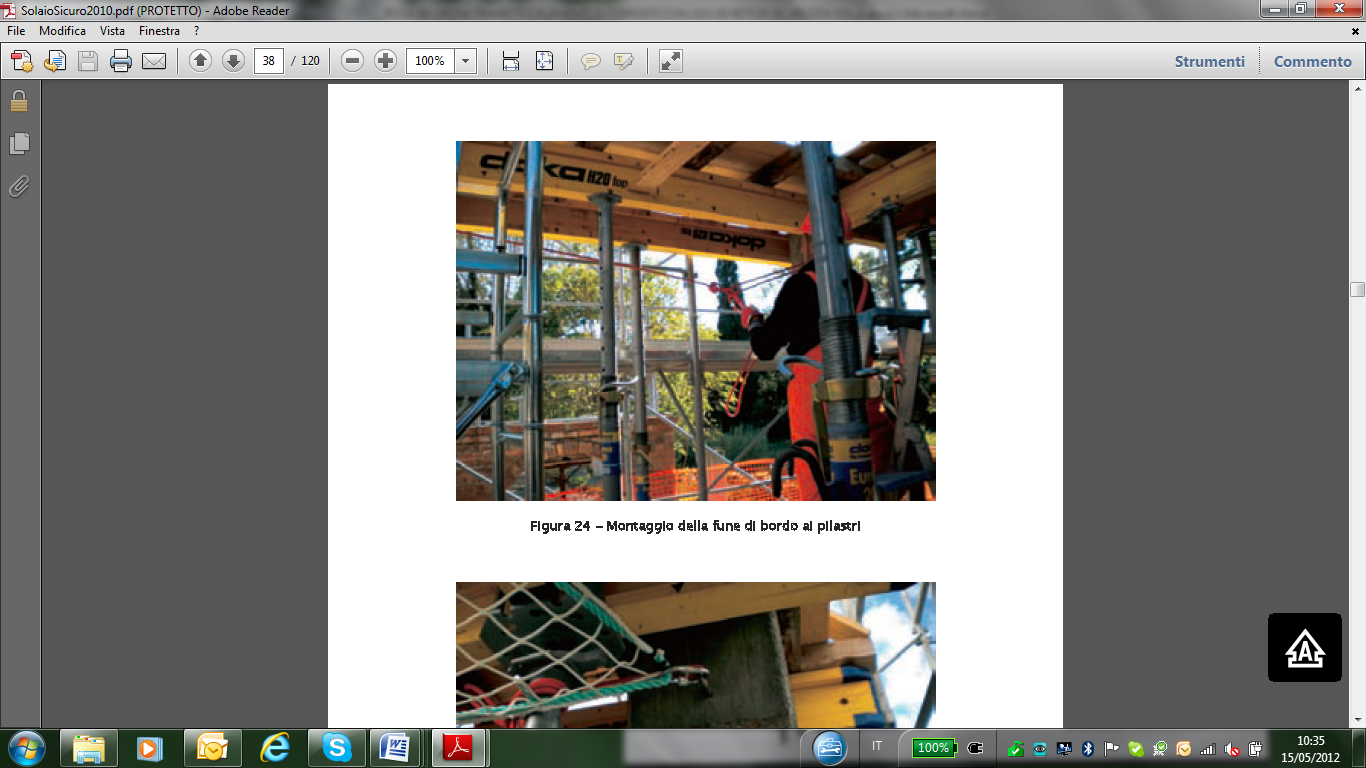 SolaioSicuro2010.pdf (PROTETTO) - Adobe Reader
File Modifica Vista Finestra ?
38 / 120 100% Strumenti Commento
doka H20 top
doka
doka
Figura 24 – Montaggio della fune di bordo ai pilastri
A
IT 100% 10:35
15/05/2012